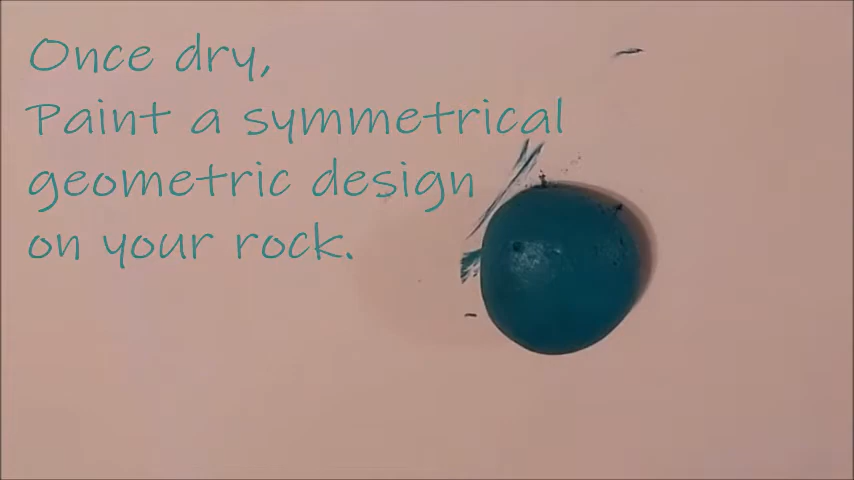 Once dry,
Paint a symmetrical
geometric design
on your rock.